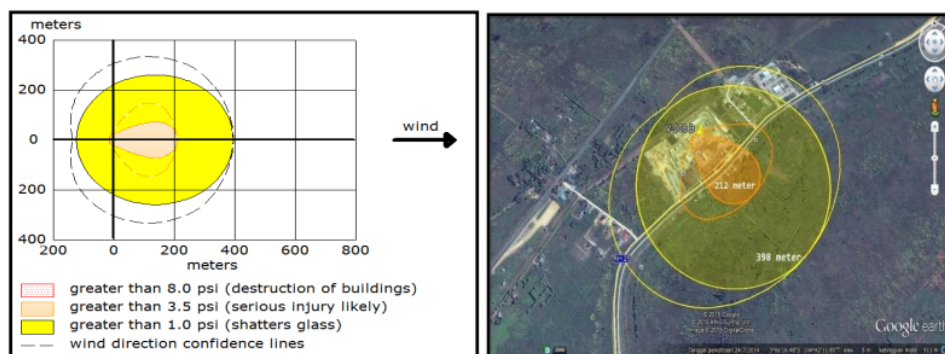 meters
400
200
0
200
400
wind
200 0 200 400 600 800
meters
greater than 8.0 psi (destruction of buildings)
greater than 3.5 psi (serious injury likely)
greater than 1.0 psi (shatters glass)
wind direction confidence lines
212 meter
398 meter
© 2015 Google
Google earth